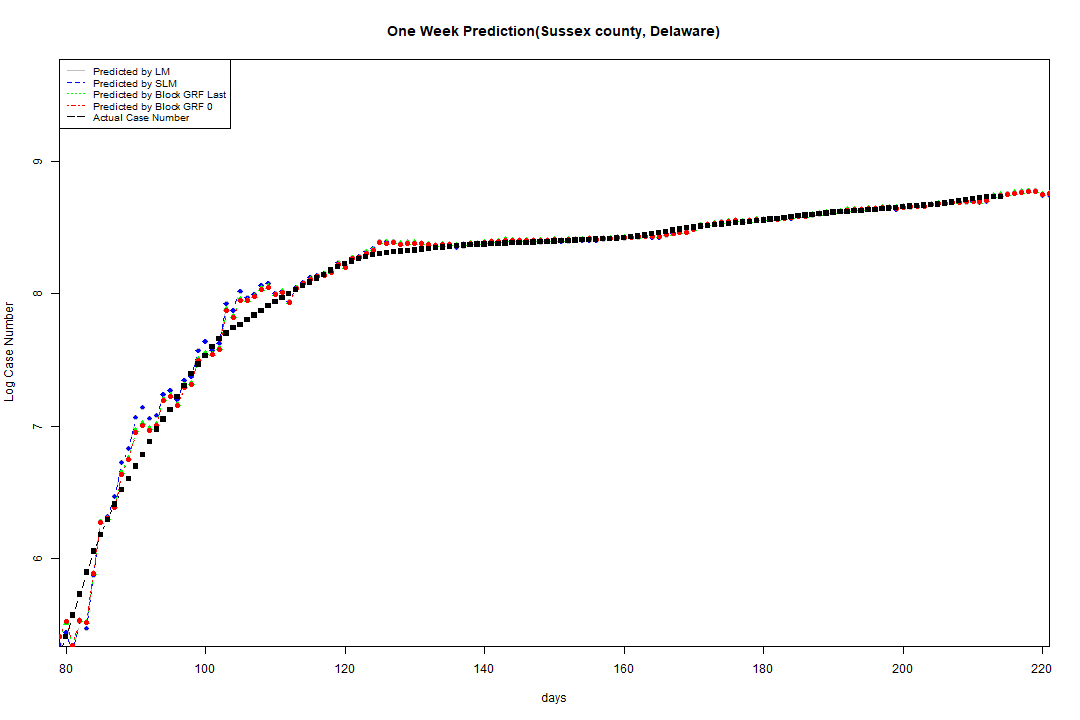 One Week Prediction(Sussex county, Delaware)
Predicted by LM
Predicted by SLM
Predicted by Block GRF Last
Predicted by Block GRF 0
Actual Case Number
9
8
7
6
Log Case Number
80 100 120 140 160 180 200 220
days